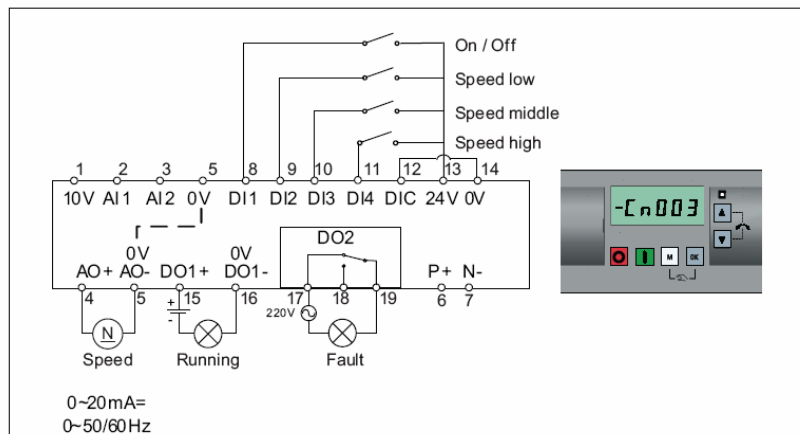 On / Off
Speed low
Speed middle
Speed high
1 2 3 5 8 9 10 11 12 13 14
10V AI1 AI2 0V DI1 DI2 DI3 DI4 DIC 24V 0V
-Cn003
M OK
DO2
0V 0V
AO+ AO- DO1+ DO1- P+ N-
4 5 15 16 17 18 19 6 7
+
-
220V
N
Speed Running Fault
0~20mA=
0~50/60Hz